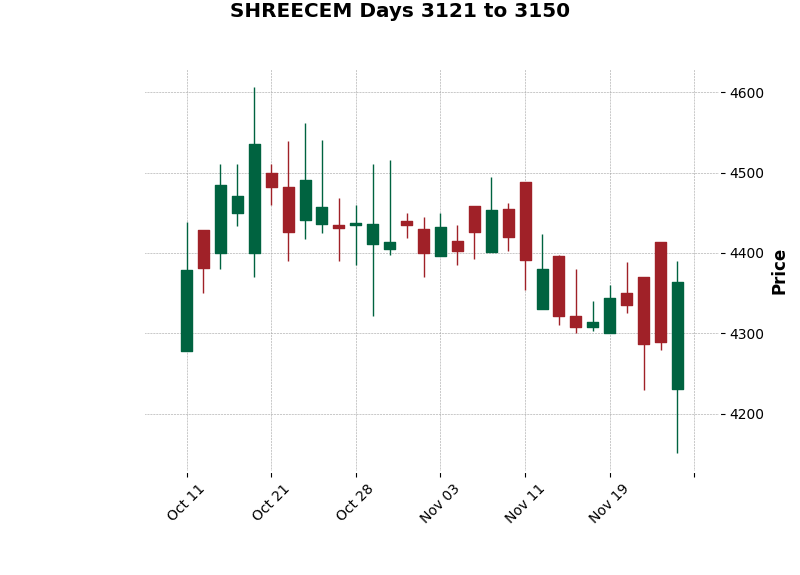 SHREECEM Days 3121 to 3150
4600
4500
4400
4300
4200
Price
Oct 11
Oct 21
Oct 28
Nov 03
Nov 11
Nov 19